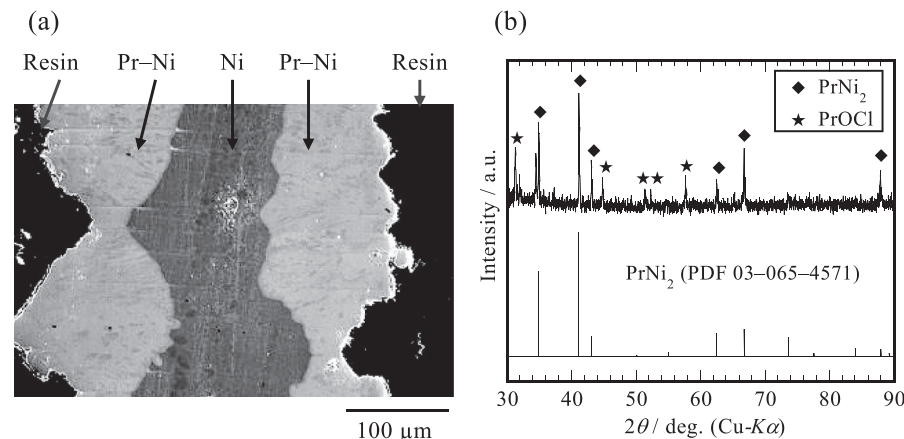 (a)
Resin Pr–Ni Ni Pr–Ni Resin
100 μm
(b)
◆ PrNi₂
★ PrOCl
Intensity / a.u.
PrNi₂ (PDF 03–065–4571)
30 40 50 60 70 80 90
2θ / deg. (Cu-Kα)